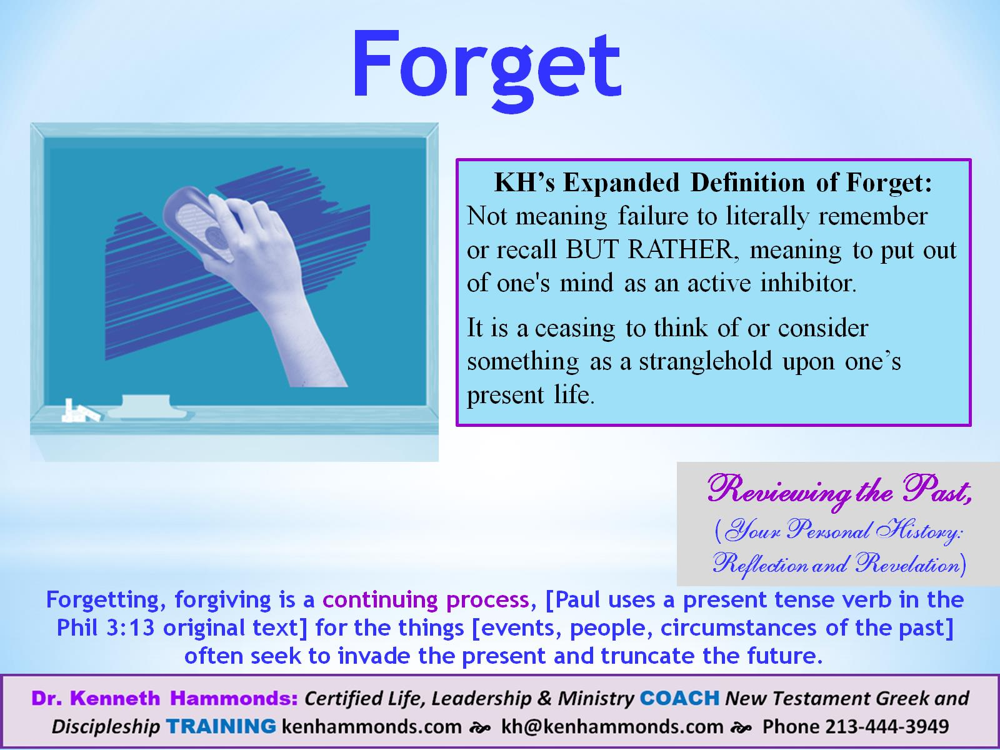 Forget
KH’s Expanded Definition of Forget:
Not meaning failure to literally remember
or recall BUT RATHER, meaning to put out
of one's mind as an active inhibitor.
It is a ceasing to think of or consider
something as a stranglehold upon one’s
present life.
Reviewing the Past,
(Your Personal History:
Reflection and Revelation)
Forgetting, forgiving is a continuing process, [Paul uses a present tense verb in the
Phil 3:13 original text] for the things [events, people, circumstances of the past]
often seek to invade the present and truncate the future.
Dr. Kenneth Hammonds: Certified Life, Leadership & Ministry COACH New Testament Greek and
Discipleship TRAINING kenhammonds.com ❧ kh@kenhammonds.com ❧ Phone 213-444-3949